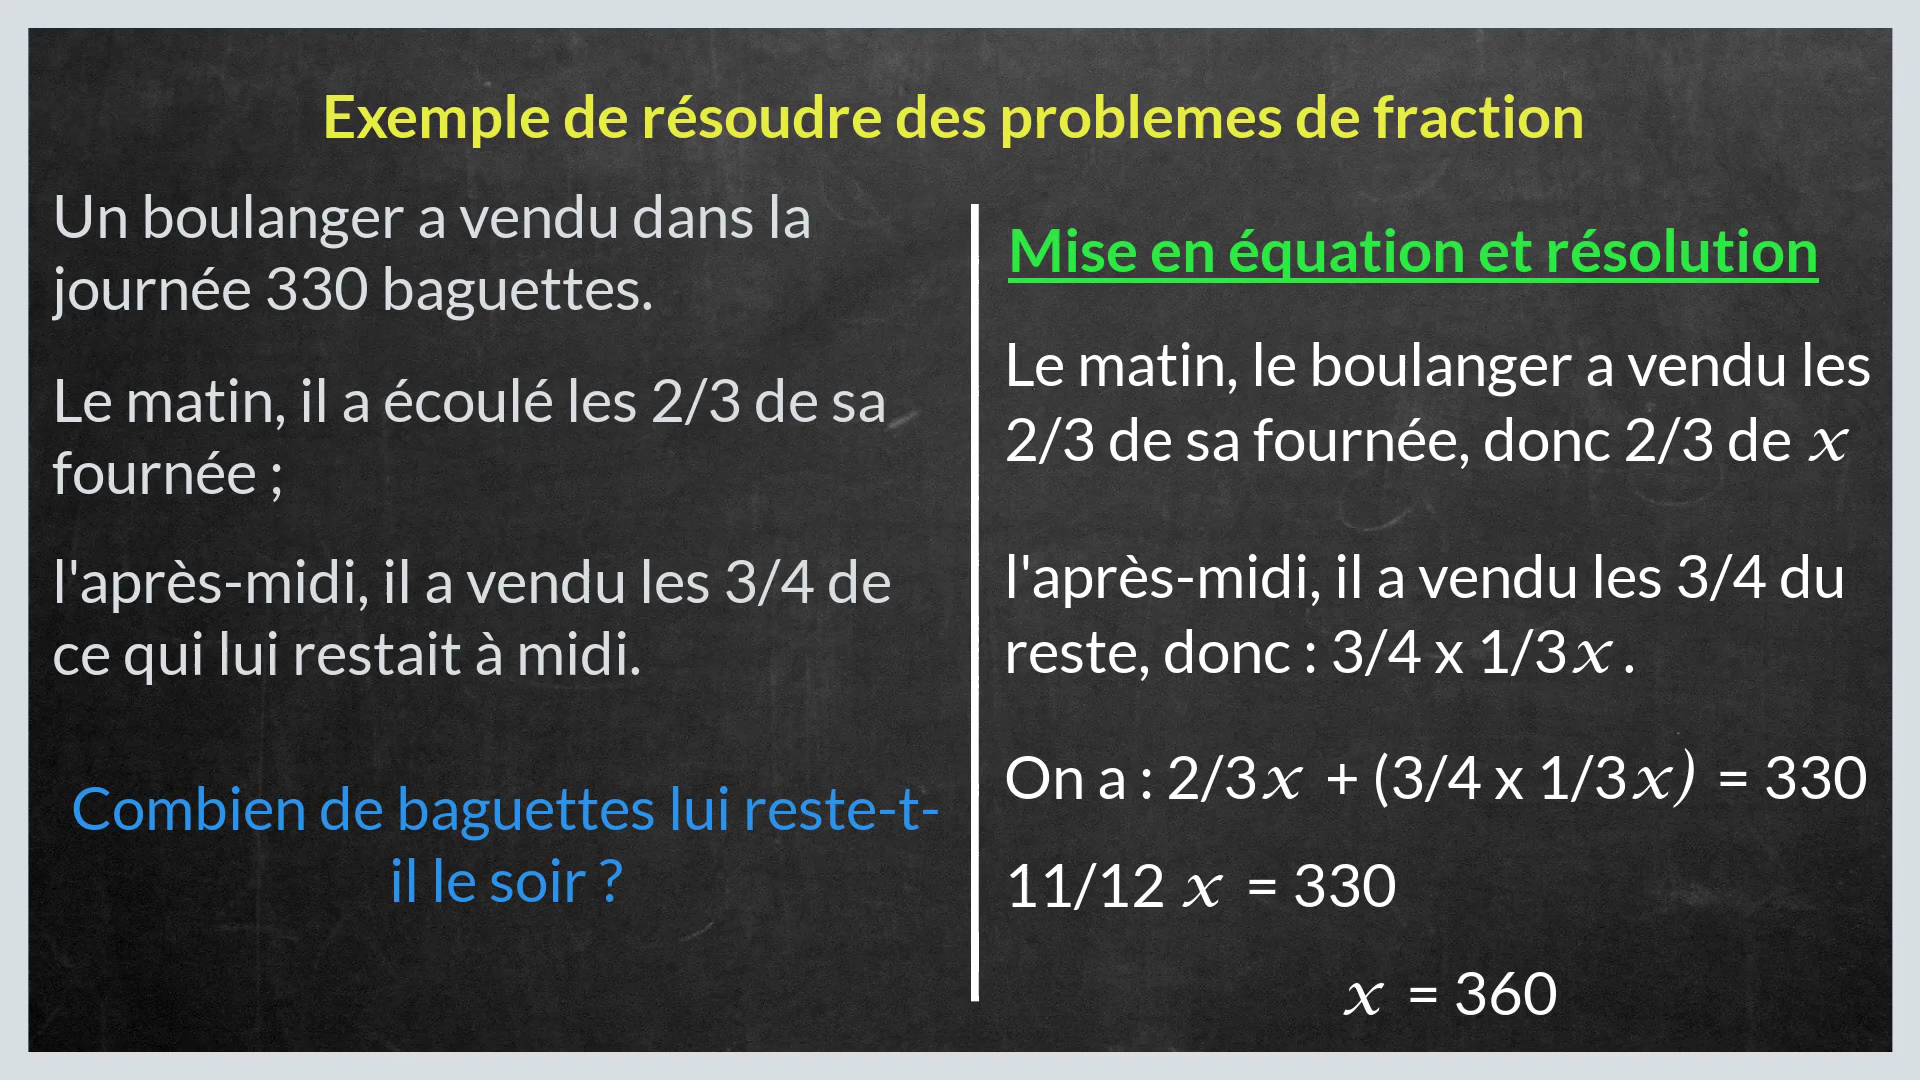 Exemple de résoudre des problemes de fraction
Un boulanger a vendu dans la
journée 330 baguettes.
Le matin, il a écoulé les 2/3 de sa
fournée ;
l'après-midi, il a vendu les 3/4 de
ce qui lui restait à midi.
Combien de baguettes lui reste-t-
il le soir ?
Mise en équation et résolution
Le matin, le boulanger a vendu les
2/3 de sa fournée, donc 2/3 de x
l'après-midi, il a vendu les 3/4 du
reste, donc : 3/4 x 1/3x .
On a : 2/3x + (3/4 x 1/3x) = 330
11/12 x = 330
x = 360